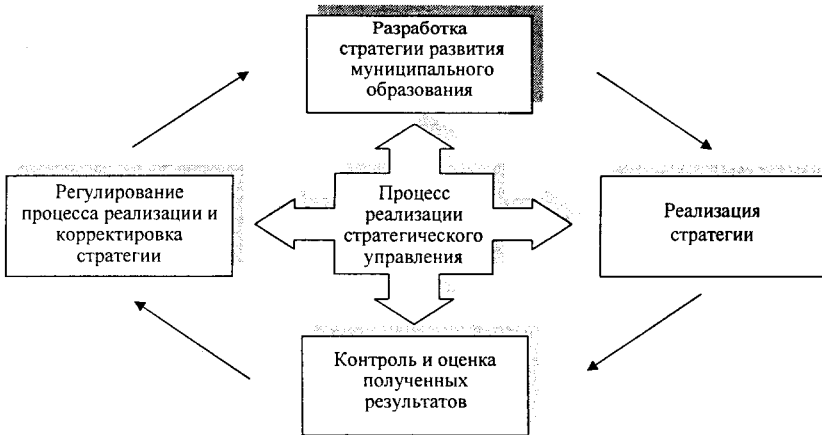 Разработка
стратегии развития
муниципального
образования
Регулирование
процесса реализации и
корректировка
стратегии
Процесс
реализации
стратегического
управления
Реализация
стратегии
Контроль и оценка
полученных
результатов